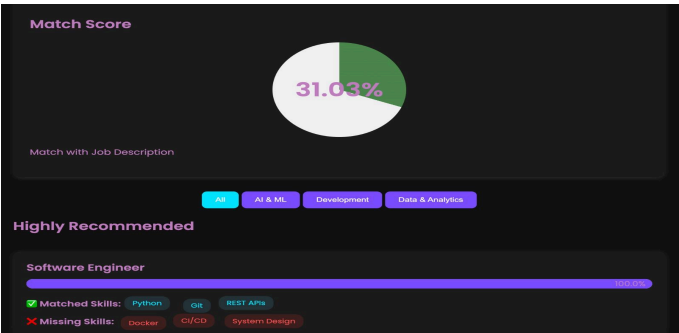 Match Score
31.03%
Match with Job Description
All AI & ML Development Data & Analytics
Highly Recommended
Software Engineer
100.0%
✅ Matched Skills: Python Git REST APIs
❌ Missing Skills: Docker CI/CD System Design